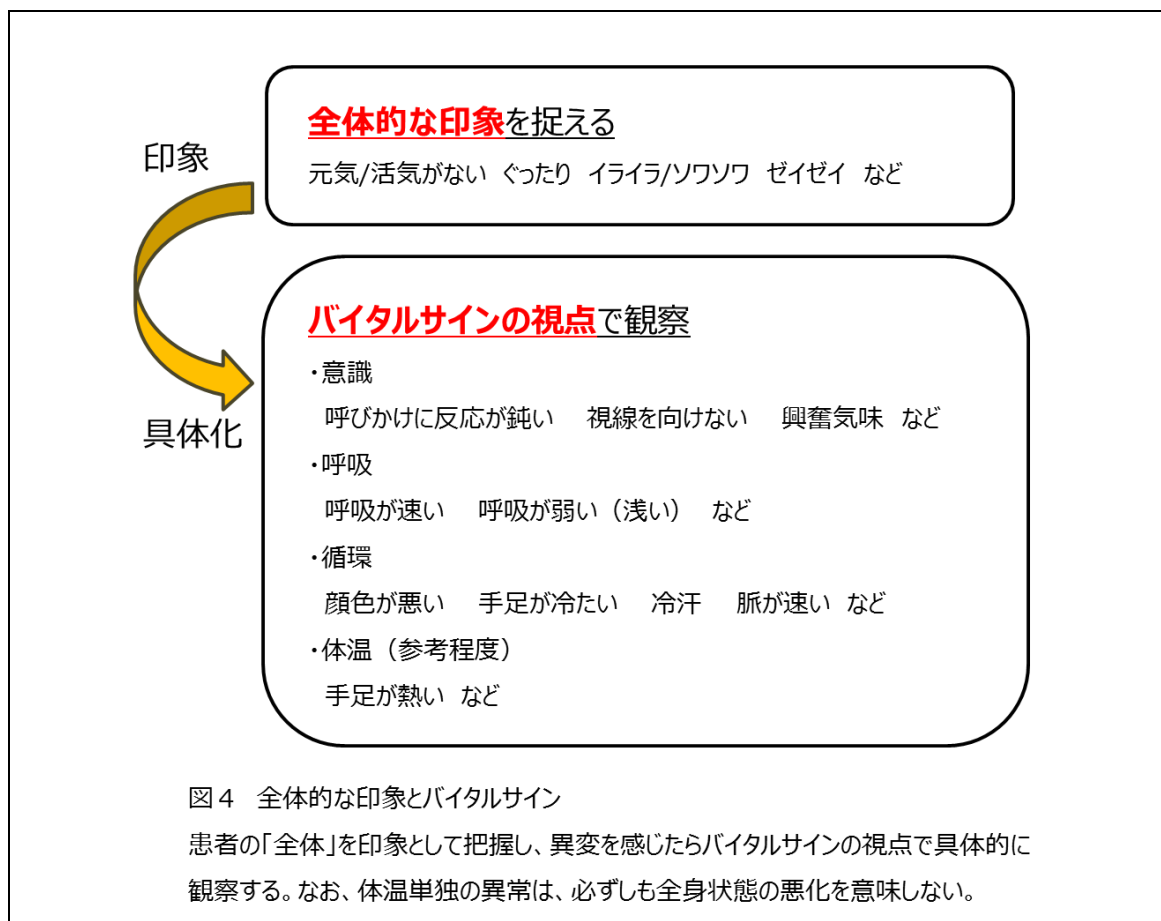 全体的な印象を捉える
印象
元気/活気がない ぐったり イライラ/ソワソワ ゼイゼイ など
バイタルサインの視点で観察
・意識
呼びかけに反応が鈍い 視線を向けない 興奮気味 など
具体化
・呼吸
呼吸が速い 呼吸が弱い（浅い） など
・循環
顔色が悪い 手足が冷たい 冷汗 脈が速い など
・体温（参考程度）
手足が熱い など
図４ 全体的な印象とバイタルサイン
患者の「全体」を印象として把握し、異変を感じたらバイタルサインの視点で具体的に
観察する。なお、体温単独の異常は、必ずしも全身状態の悪化を意味しない。